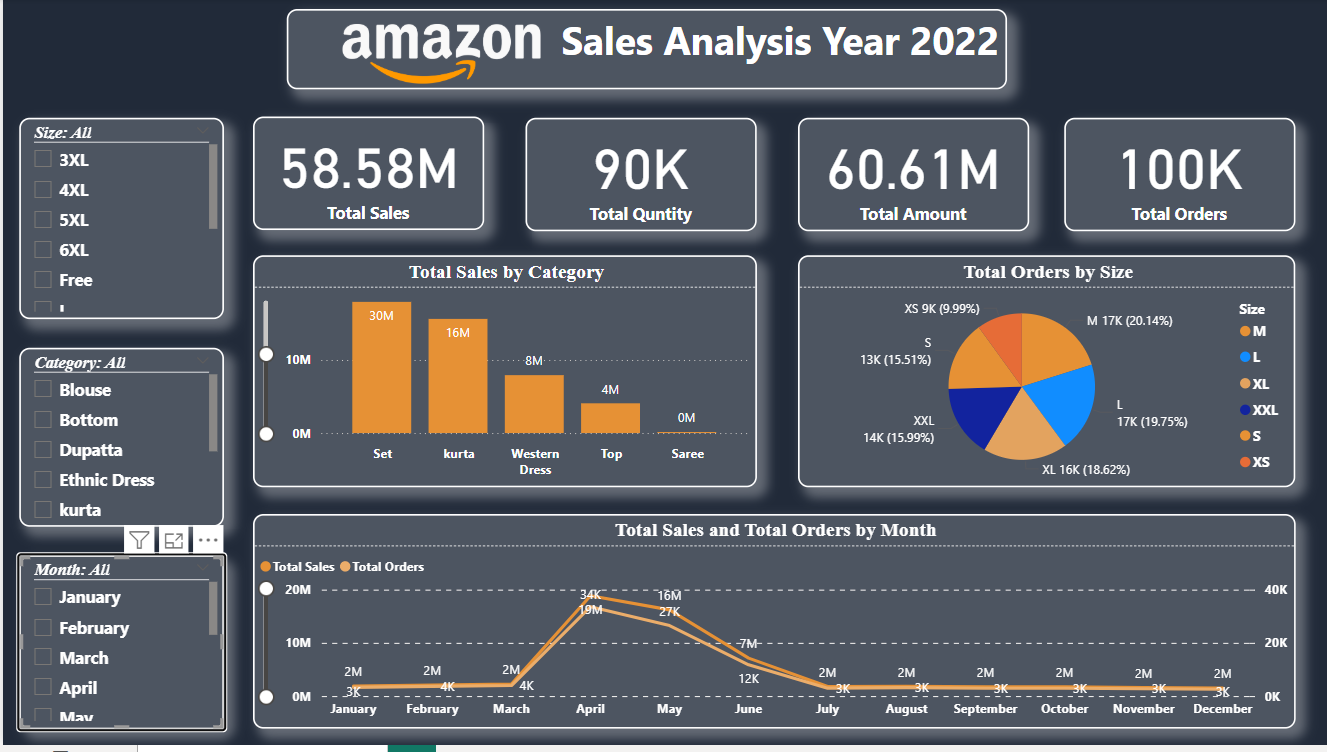 amazon Sales Analysis Year 2022
Size: All
3XL
4XL
5XL
6XL
Free
58.58M
Total Sales
90K
Total Quntity
60.61M
Total Amount
100K
Total Orders
Category: All
Blouse
Bottom
Dupatta
Ethnic Dress
kurta
Total Sales by Category
10M
0M
30M
16M
8M
4M
0M
Set
kurta
Western
Dress
Top
Saree
Total Orders by Size
XS 9K (9.99%)
M 17K (20.14%)
S
13K (15.51%)
L
17K (19.75%)
XXL
14K (15.99%)
XL 16K (18.62%)
Size
M
L
XL
XXL
S
XS
Month: All
January
February
March
April
May
Total Sales and Total Orders by Month
Total Sales
Total Orders
20M
10M
0M
40K
20K
0K
2M
2M
2M
19M
16M
7M
2M
2M
2M
2M
2M
2M
3K
4K
4K
34K
27K
12K
3K
3K
3K
3K
3K
3K
January
February
March
April
May
June
July
August
September
October
November
December